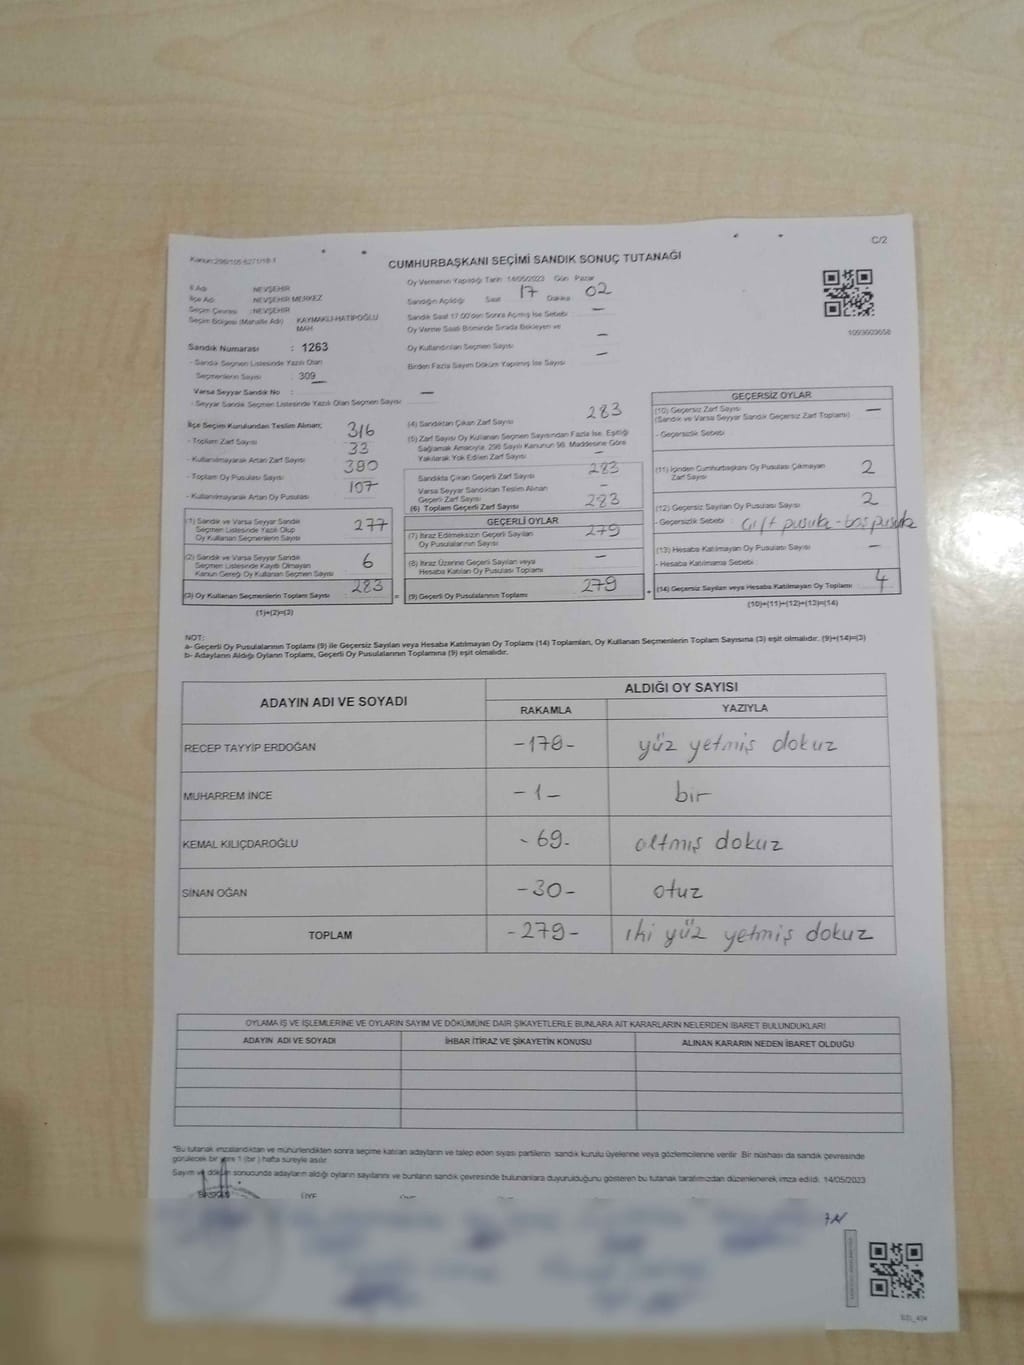 C/2
Kanun:298/105-6271/18-1
CUMHURBAŞKANI SEÇİMİ SANDIK SONUÇ TUTANAĞI
İl Adı : NEVŞEHİR
İlçe Adı : NEVŞEHİR MERKEZ
Seçim Çevresi : NEVŞEHİR
Seçim Bölgesi (Mahalle Adı) : KAYMAKLI-HATİPOĞLU MAH
Sandık Numarası : 1263
- Sandık Seçmen Listesinde Yazılı Olan
Seçmenlerin Sayısı : 309
Varsa Seyyar Sandık No : —
- Seyyar Sandık Seçmen Listesinde Yazılı Olan Seçmen Sayısı
Oy Vermenin Yapıldığı Tarih 14/05/2023 Gün Pazar
Sandığın Açıldığı Saat 17 Dakika 02
Sandık Saat 17.00'den Sonra Açılmış İse Sebebi —
Oy Verme Saati Bitiminde Sırada Bekleyen ve
Oy Kullandırılan Seçmen Sayısı —
Birden Fazla Sayım Döküm Yapılmış İse Sayısı —
1093603658
İlçe Seçim Kurulundan Teslim Alınan;
- Toplam Zarf Sayısı 316
- Kullanılmayarak Artan Zarf Sayısı 33
- Toplam Oy Pusulası Sayısı 390
- Kullanılmayarak Artan Oy Pusulası 107
(1) Sandık ve Varsa Seyyar Sandık
Seçmen Listesinde Yazılı Olup
Oy Kullanan Seçmenlerin Sayısı 277
(2) Sandık ve Varsa Seyyar Sandık
Seçmen Listesinde Kayıtlı Olmayan
Kanun Gereği Oy Kullanan Seçmen Sayısı 6
(3) Oy Kullanan Seçmenlerin Toplam Sayısı 283
(1)+(2)=(3)
(4) Sandıktan Çıkan Zarf Sayısı 283
(5) Zarf Sayısı Oy Kullanan Seçmen Sayısından Fazla İse, Eşitliği
Sağlamak Amacıyla, 298 Sayılı Kanunun 98. Maddesine Göre
Yakılarak Yok Edilen Zarf Sayısı —
Sandıkta Çıkan Geçerli Zarf Sayısı 283
Varsa Seyyar Sandıktan Teslim Alınan
Geçerli Zarf Sayısı —
(6) Toplam Geçerli Zarf Sayısı 283
GEÇERLİ OYLAR
(7) İtiraz Edilmeksizin Geçerli Sayılan
Oy Pusulalarının Sayısı 279
(8) İtiraz Üzerine Geçerli Sayılan veya
Hesaba Katılan Oy Pusulası Toplamı —
(9) Geçerli Oy Pusulalarının Toplamı 279
GEÇERSİZ OYLAR
(10) Geçersiz Zarf Sayısı —
(Sandık ve Varsa Seyyar Sandık Geçersiz Zarf Toplamı)
- Geçersizlik Sebebi
(11) İçinden Cumhurbaşkanı Oy Pusulası Çıkmayan
Zarf Sayısı 2
(12) Geçersiz Sayılan Oy Pusulası Sayısı 2
- Geçersizlik Sebebi : Çift pusula - boş pusula
(13) Hesaba Katılmayan Oy Pusulası Sayısı —
- Hesaba Katılmama Sebebi
(14) Geçersiz Sayılan veya Hesaba Katılmayan Oy Toplamı 4
(10)+(11)+(12)+(13)=(14)
NOT:
a- Geçerli Oy Pusulalarının Toplamı (9) ile Geçersiz Sayılan veya Hesaba Katılmayan Oy Toplamı (14) Toplamları, Oy Kullanan Seçmenlerin Toplam Sayısına (3) eşit olmalıdır. (9)+(14)=(3)
b- Adayların Aldığı Oyların Toplamı, Geçerli Oy Pusulalarının Toplamına (9) eşit olmalıdır.
ADAYIN ADI VE SOYADI ALDIĞI OY SAYISI
RAKAMLA YAZIYLA
RECEP TAYYİP ERDOĞAN -179- yüz yetmiş dokuz
MUHARREM İNCE -1- bir
KEMAL KILIÇDAROĞLU -69- altmış dokuz
SİNAN OĞAN -30- otuz
TOPLAM -279- iki yüz yetmiş dokuz
OYLAMA İŞ VE İŞLEMLERİNE VE OYLARIN SAYIM VE DÖKÜMÜNE DAİR ŞİKAYETLERLE BUNLARA AİT KARARLARIN NELERDEN İBARET BULUNDUKLARI
ADAYIN ADI VE SOYADI İHBAR İTİRAZ VE ŞİKAYETİN KONUSU ALINAN KARARIN NEDEN İBARET OLDUĞU
*Bu tutanak imzalandıktan ve mühürlendikten sonra seçime katılan adayların ve talep eden siyasi partilerin sandık kurulu üyelerine veya gözlemcilerine verilir. Bir nüshası da sandık çevresinde
görülecek bir yere 1 (bir) hafta süreyle asılır.
Sayım ve döküm sonucunda adayların aldığı oyların sayılarını ve bunların sandık çevresinde bulunanlara duyurulduğunu gösteren bu tutanak tarafımızdan düzenlenerek imza edildi. 14/05/2023
BAŞKAN ÜYE